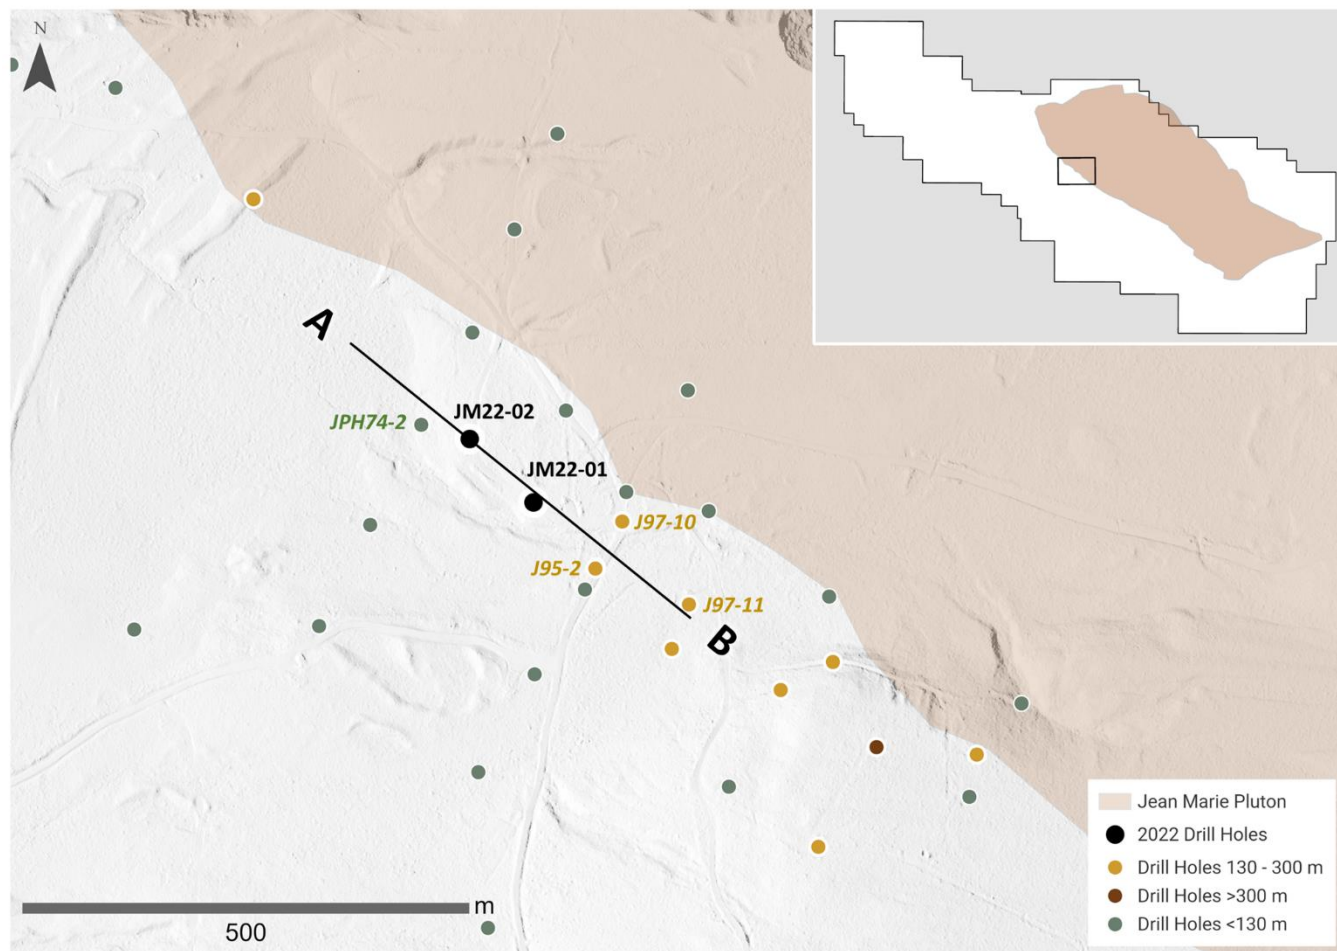 N
A
JM22-02
JPH74-2
JM22-01
J97-10
J95-2
J97-11
B
m
500
Jean Marie Pluton
2022 Drill Holes
Drill Holes 130 - 300 m
Drill Holes >300 m
Drill Holes <130 m